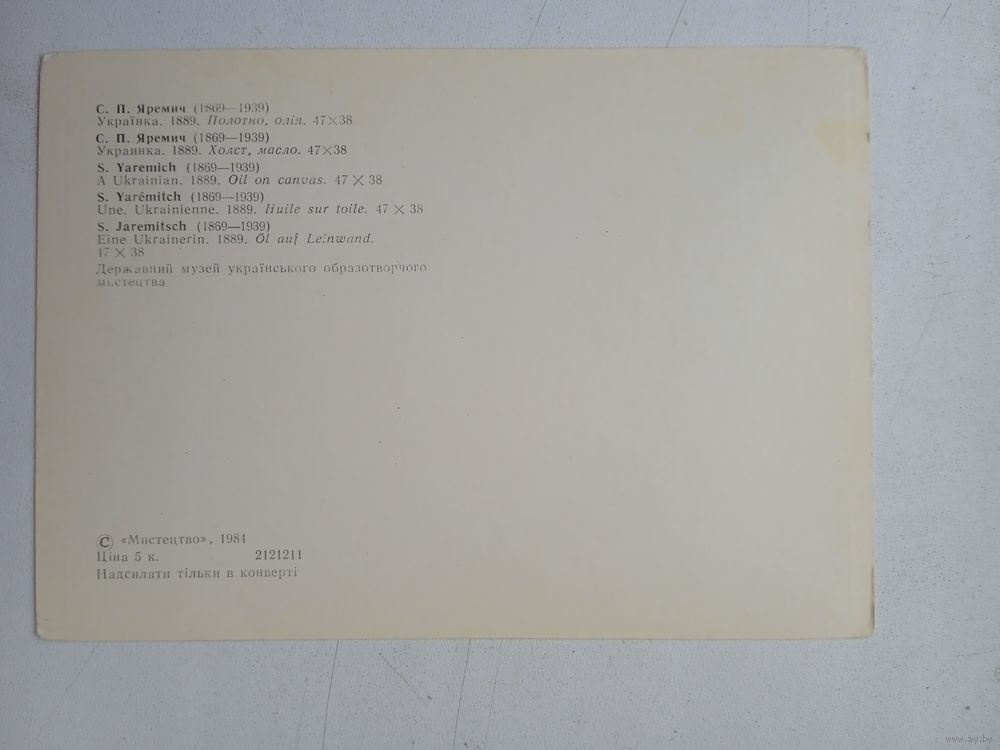 С. П. Яремич (1869—1939)
Українка. 1889. Полотно, олія. 47×38
С. П. Яремич (1869—1939)
Украинка. 1889. Холст, масло. 47×38
S. Yaremich (1869—1939)
A Ukrainian. 1889. Oil on canvas. 47 × 38
S. Yarémitch (1869—1939)
Une. Ukrainienne. 1889. Huile sur toile. 47 × 38
S. Jaremitsch (1869—1939)
Eine Ukrainerin. 1889. Öl auf Leinwand.
47 × 38
Державний музей українського образотворчого
мистецтва
© «Мистецтво», 1984
Ціна 5 к. 2121211
Надсилати тільки в конверті
www.ay.by